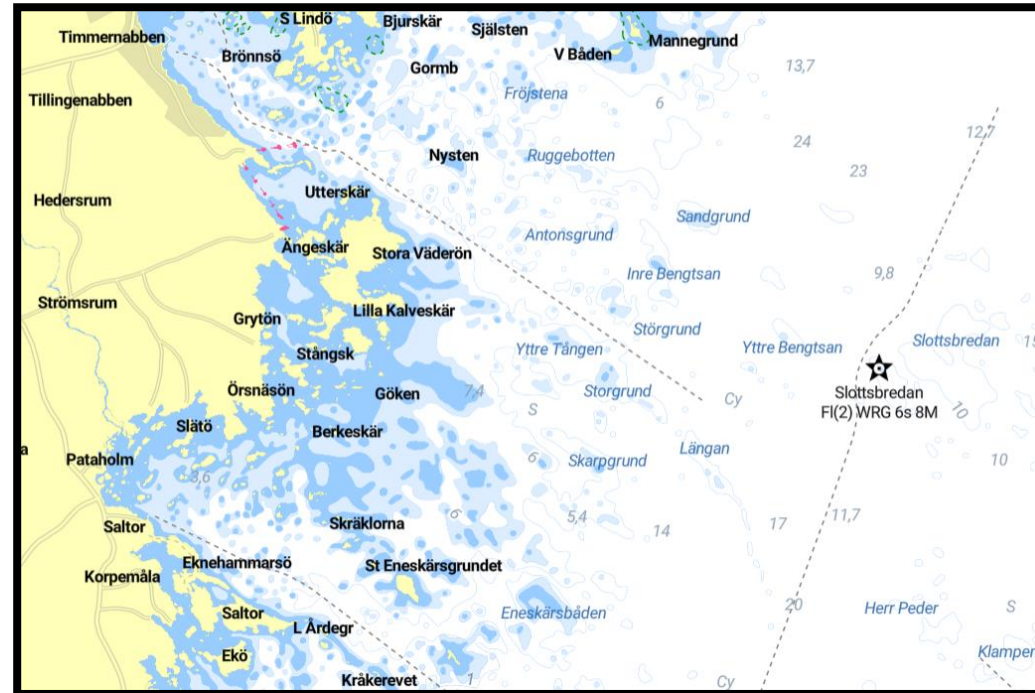 S Lindö
Bjurskär
Själsten
Timmernabben
Mannegrund
Brönnsö
V Båden
Gormb
13,7
Tillingenabben
Fröjstena
6
12,7
24
Nysten
Ruggebotten
23
Utterskär
Hedersrum
Sandgrund
Antonsgrund
Ängeskär
Stora Väderön
Inre Bengtsan
9,8
Strömsrum
Lilla Kalveskär
Grytön
Störgrund
Slottsbredan
15
Yttre Tången
Yttre Bengtsan
Stångsk
Slottsbredan
Fl(2) WRG 6s 8M
Örsnäsön
Göken
7,4
Storgrund
Cy
S
10
Slätö
Berkeskär
a
Längan
Pataholm
6
Skarpgrund
10
3,6
Skräklorna
6
5,4
14
17
11,7
Saltor
Eknehammarsö
St Eneskärsgrundet
Korpemåla
Saltor
Eneskärsbåden
20
Herr Peder
S
L Årdegr
Ekö
Klamper
Kråkerevet
1
Cy